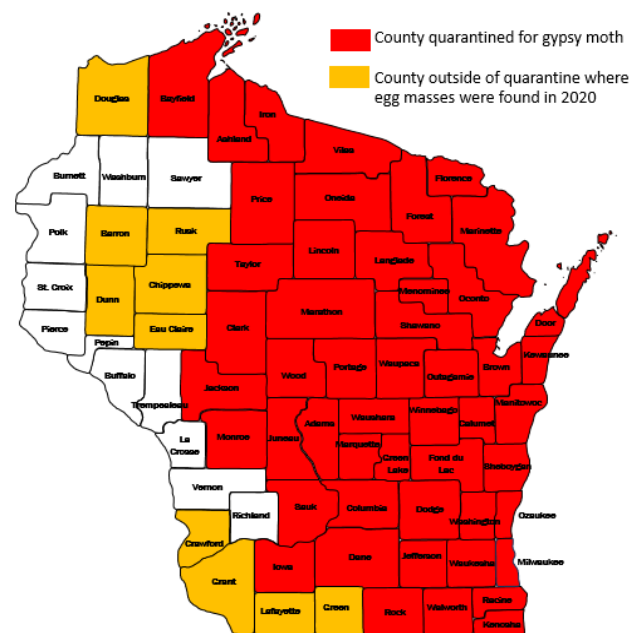 County quarantined for gypsy moth
County outside of quarantine where
egg masses were found in 2020
Douglas
Bayfield
Iron
Ashland
Vilas
Burnett
Washburn
Sawyer
Florence
Price
Oneida
Forest
Marinette
Polk
Barron
Rusk
Lincoln
Langlade
Taylor
St. Croix
Dunn
Chippewa
Menominee
Oconto
Marathon
Pierce
Eau Claire
Clark
Shawano
Door
Pepin
Buffalo
Trempealeau
Jackson
Wood
Portage
Waupaca
Outagamie
Brown
Kewaunee
Manitowoc
La
Crosse
Monroe
Juneau
Adams
Waushara
Winnebago
Calumet
Marquette
Green
Lake
Fond du
Lac
Sheboygan
Vernon
Richland
Sauk
Columbia
Dodge
Washington
Ozaukee
Crawford
Grant
Iowa
Dane
Jefferson
Waukesha
Milwaukee
Lafayette
Green
Rock
Walworth
Racine
Kenosha